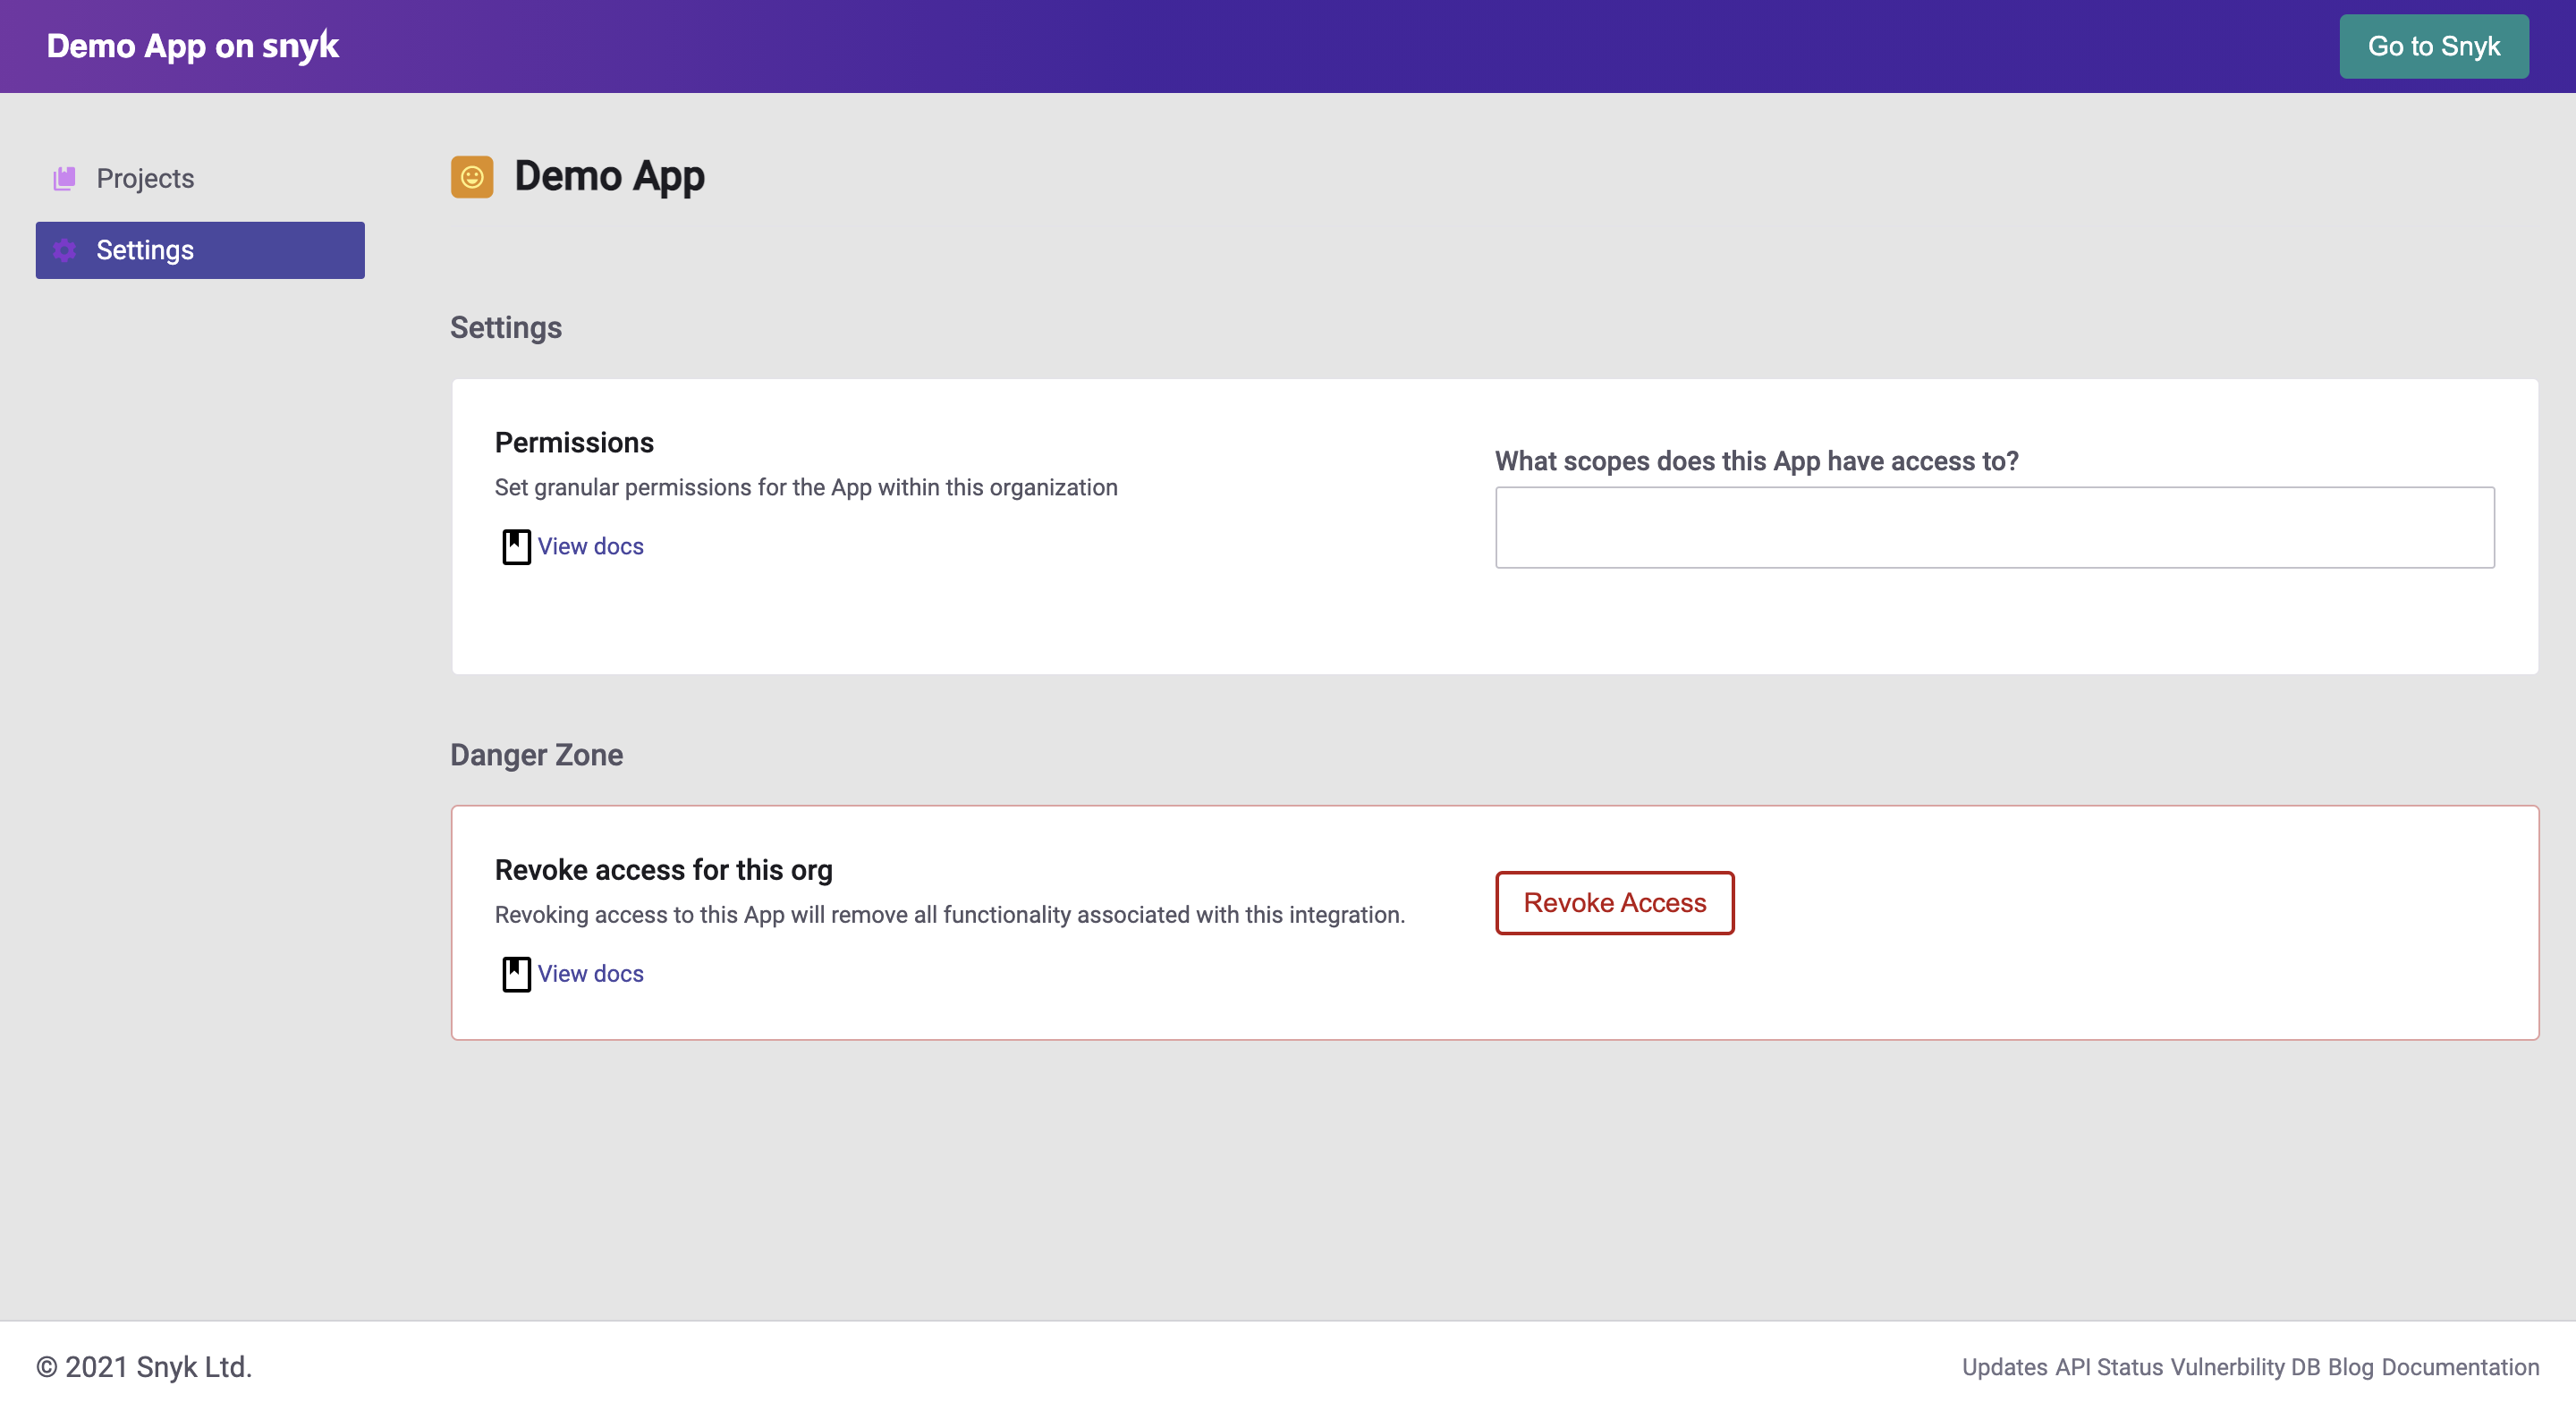 Demo App on snyk
Go to Snyk
Projects
Settings
Demo App
Settings
Permissions
Set granular permissions for the App within this organization
View docs
What scopes does this App have access to?
Danger Zone
Revoke access for this org
Revoking access to this App will remove all functionality associated with this integration.
View docs
Revoke Access
© 2021 Snyk Ltd.
Updates API Status Vulnerbility DB Blog Documentation